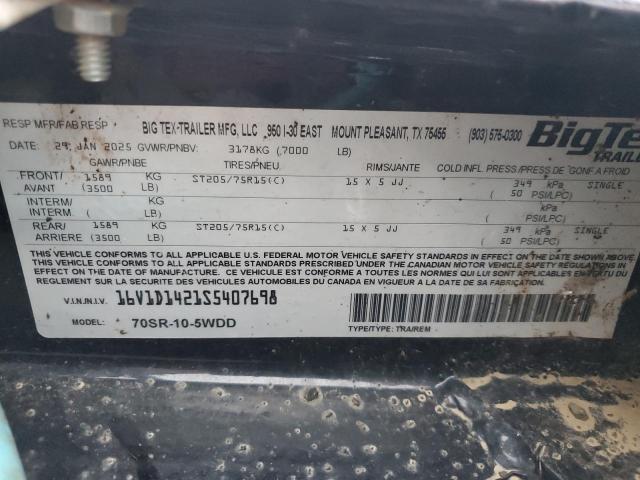 RESP MFR/FAB RESP BIG TEX-TRAILER MFG, LLC 950 I-30 EAST MOUNT PLEASANT, TX 75455 (903) 575-0300
BigTe
TRAILE
DATE: 29 JAN 2025 GVWR/PNBV: 3178KG (7000 LB)
GAWR/PNBE TIRES/PNEU. RIMS/JANTE COLD INFL. PRESS/PRESS DE GONF A FROID
FRONT/ 1589 KG ST205/75R15(C) 15 X 5 JJ 349 kPa SINGLE
AVANT (3500 LB) ( 50 PSI/LPC)
INTERM/ KG kPa
INTERM. ( LB) ( PSI/LPC)
REAR/ 1589 KG ST205/75R15(C) 15 X 5 JJ 349 kPa SINGLE
ARRIERE (3500 LB) ( 50 PSI/LPC)
THIS VEHICLE CONFORMS TO ALL APPLICABLE U.S. FEDERAL MOTOR VEHICLE SAFETY STANDARDS IN EFFECT ON THE
THIS VEHICLE CONFORMS TO ALL APPLICABLE STANDARDS PRESCRIBED UNDER THE CANADIAN MOTOR VEHICLE SAFETY
DATE OF MANUFACTURE. CE VEHICULE EST CONFORME A TOUTES LES NORMES QUI LUI SONT APPLICABLES EN VERTU DU
REGLEMENT SUR LA SECURITE DES VEHICULES AUTOMOBILES DU CANADA EN VIGUEUR A LA DATE DE SA FABRICATION.
V.I.N./N.I.V. 16V1D1421S5407698
MODEL: 70SR-10-5WDD TYPE/TYPE: TRA/REM